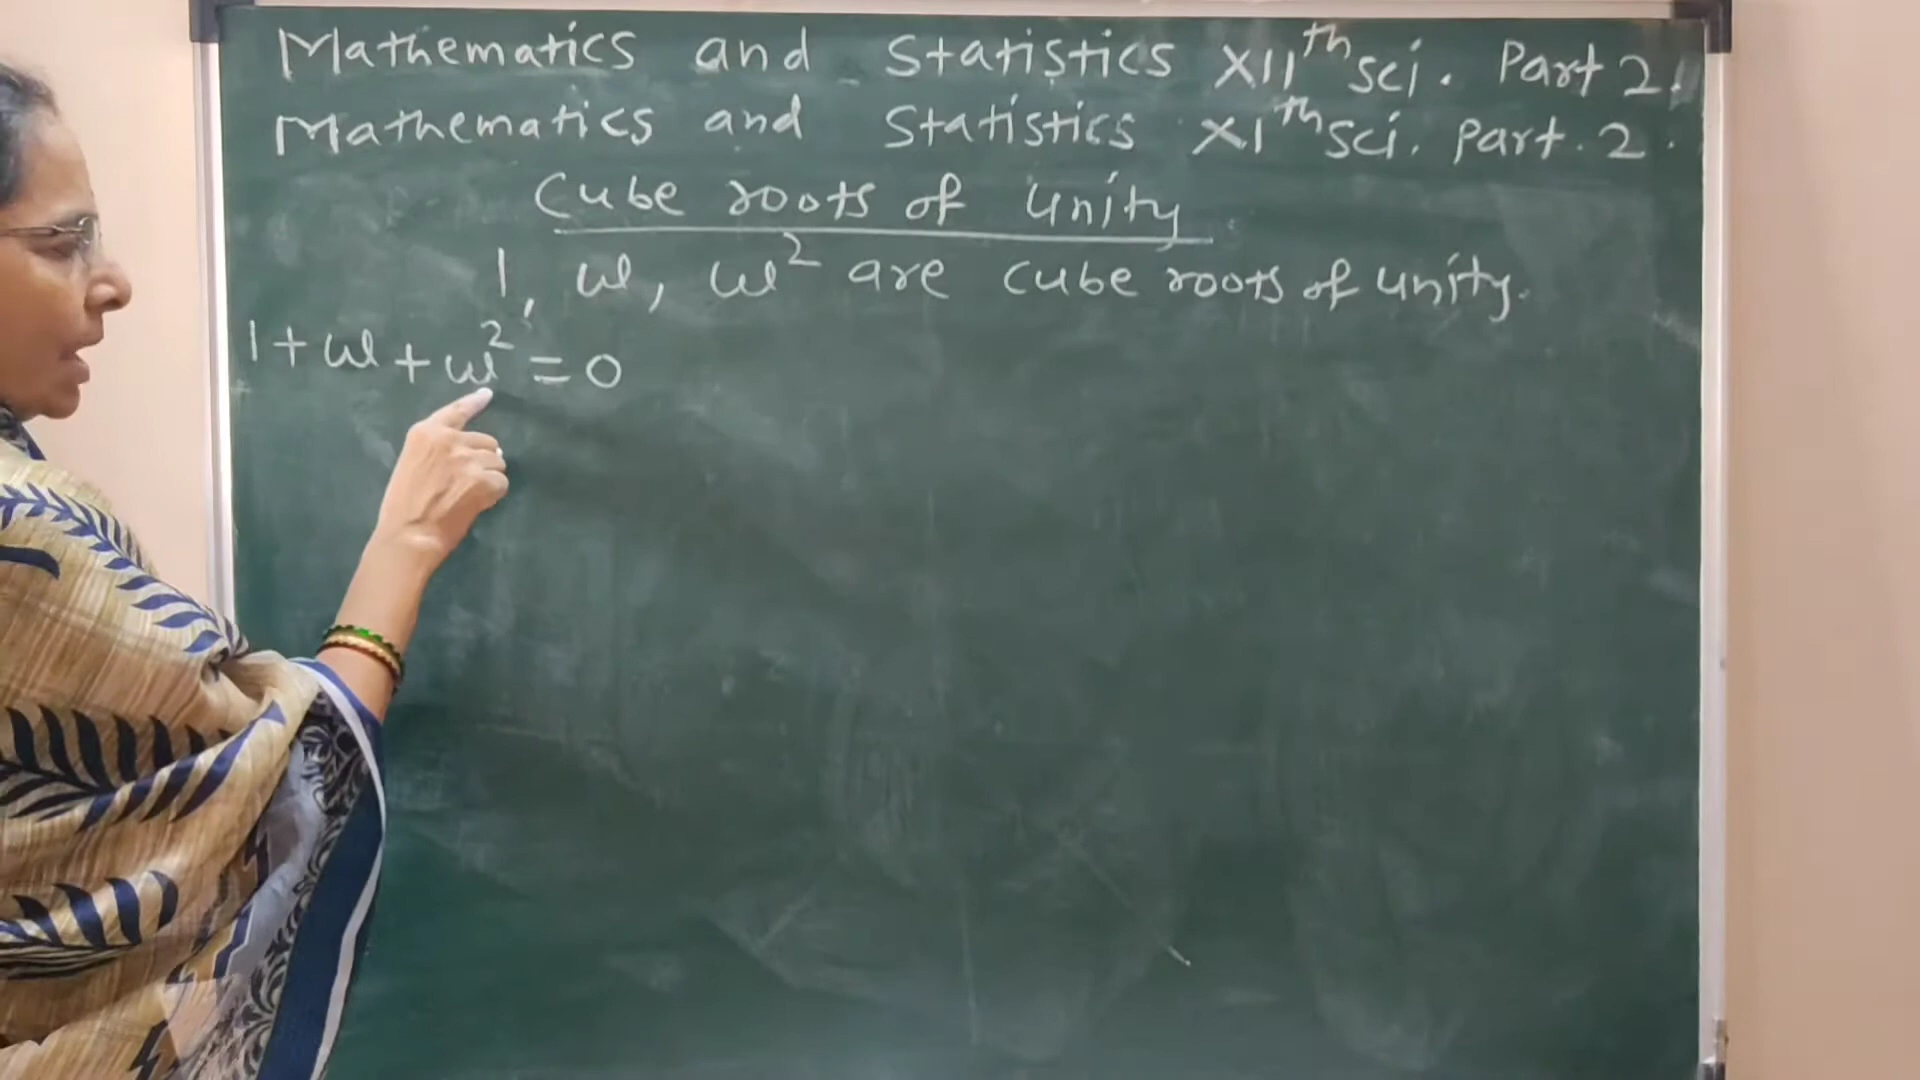 Mathematics and Statistics XIIth sci. Part 2.
Mathematics and Statistics XIth sci. Part. 2.
Cube roots of unity
1, ω, ω² are cube roots of unity.
1+ω+ω²=0